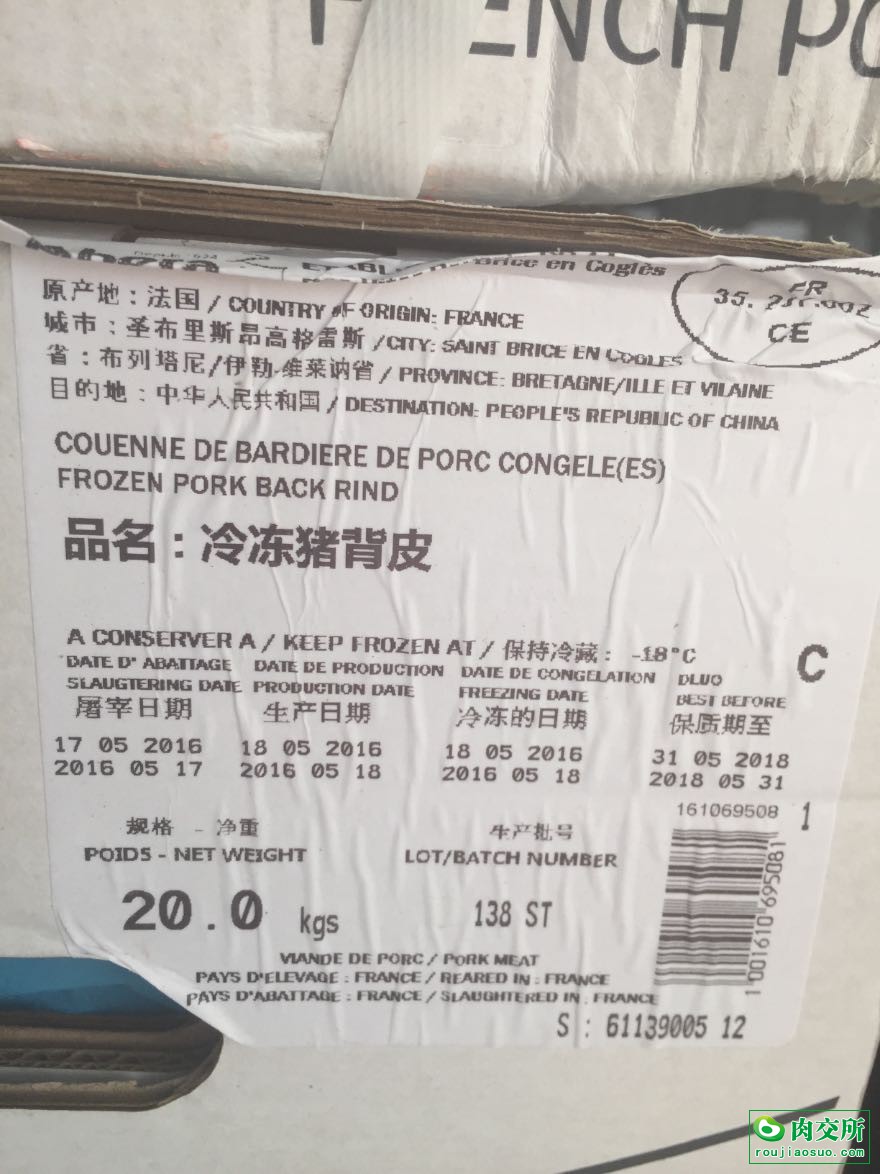 ENCH PO
en Coglès
FR
CE
原产地：法国 / COUNTRY OF ORIGIN: FRANCE
城市：圣布里斯昂高格雷斯 / CITY: SAINT BRICE EN COGLES
省：布列塔尼/伊勒-维莱讷省 / PROVINCE: BRETAGNE/ILLE ET VILAINE
目的地：中华人民共和国 / DESTINATION: PEOPLE'S REPUBLIC OF CHINA
COUENNE DE BARDIERE DE PORC CONGELE(ES)
FROZEN PORK BACK RIND
品名：冷冻猪背皮
A CONSERVER A / KEEP FROZEN AT / 保持冷藏： -18°C
C
DATE D' ABATTAGE DATE DE PRODUCTION DATE DE CONGELATION DLUO
SLAUGTERING DATE PRODUCTION DATE FREEZING DATE BEST BEFORE
屠宰日期 生产日期 冷冻的日期 保质期至
17 05 2016 18 05 2016 18 05 2016 31 05 2018
2016 05 17 2016 05 18 2016 05 18 2018 05 31
161069508 1
规格 - 净重 生产批号
POIDS - NET WEIGHT LOT/BATCH NUMBER
20.0 kgs 138 ST
1 001610 695081
VIANDE DE PORC / PORK MEAT
PAYS D'ELEVAGE : FRANCE / REARED IN : FRANCE
PAYS D'ABATTAGE : FRANCE / SLAUGHTERED IN : FRANCE
S : 61139005 12
肉交所
roujiaosuo.com